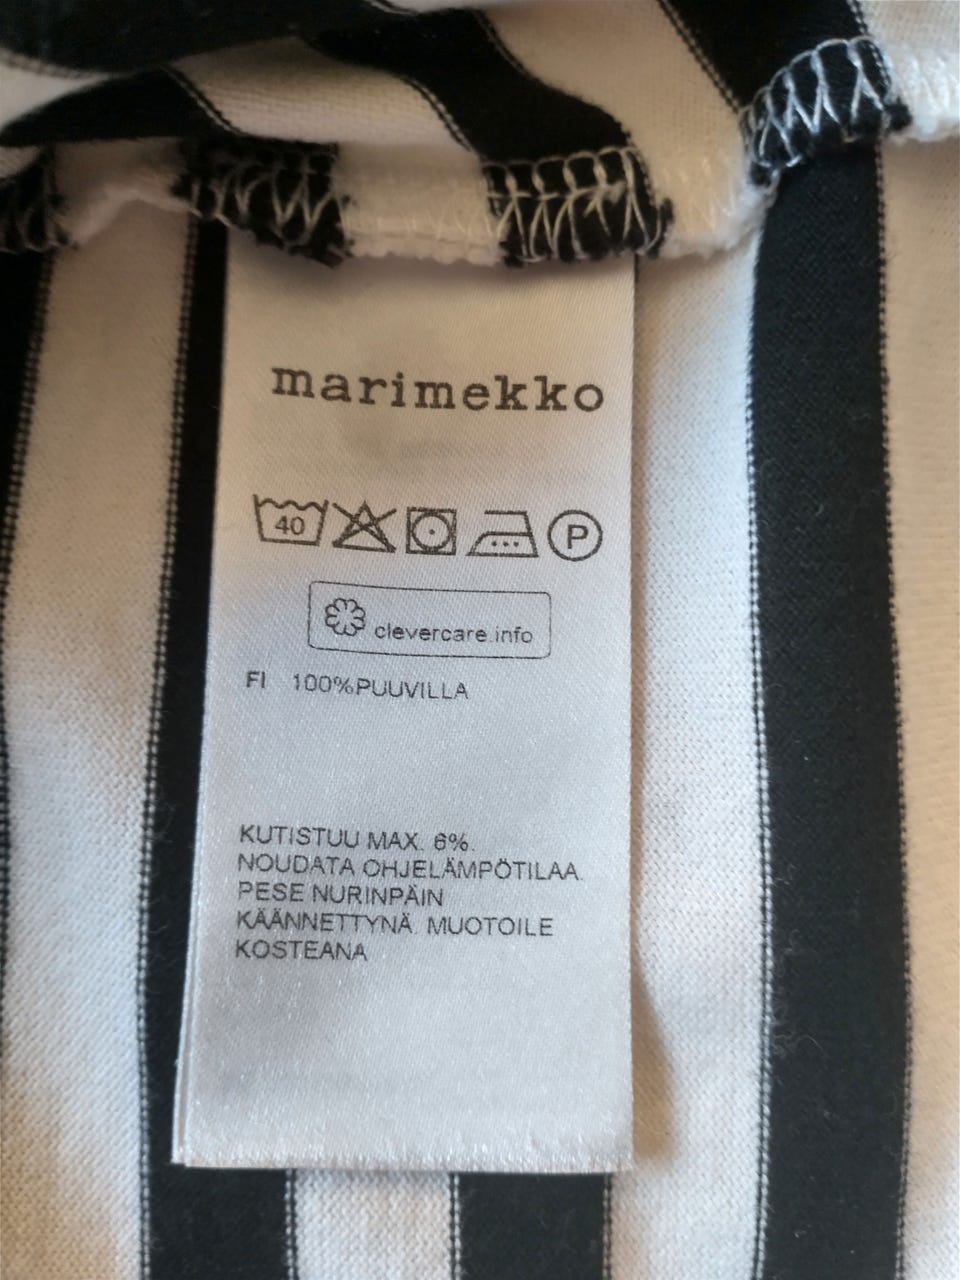 marimekko
40 P
clevercare.info
FI 100%PUUVILLA
KUTISTUU MAX. 6%.
NOUDATA OHJELÄMPÖTILAA.
PESE NURINPÄIN
KÄÄNNETTYNÄ. MUOTOILE
KOSTEANA